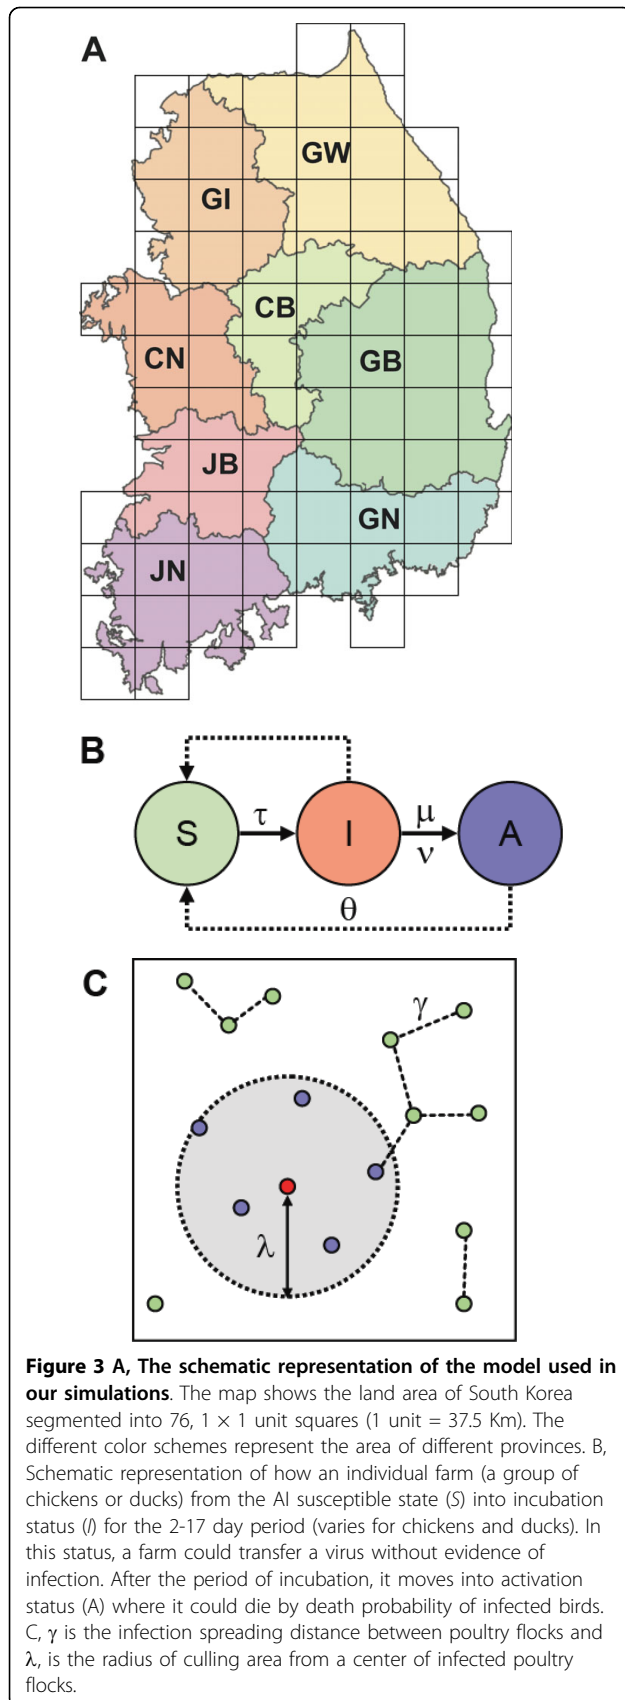 A
GW
GI
CB
CN
GB
JB
GN
JN
B
S
τ
I
μ
ν
A
θ
C
γ
λ
Figure 3 A, The schematic representation of the model used in
our simulations. The map shows the land area of South Korea
segmented into 76, 1 × 1 unit squares (1 unit = 37.5 Km). The
different color schemes represent the area of different provinces. B,
Schematic representation of how an individual farm (a group of
chickens or ducks) from the AI susceptible state (S) into incubation
status (I) for the 2-17 day period (varies for chickens and ducks). In
this status, a farm could transfer a virus without evidence of
infection. After the period of incubation, it moves into activation
status (A) where it could die by death probability of infected birds.
C, γ is the infection spreading distance between poultry flocks and
λ, is the radius of culling area from a center of infected poultry
flocks.